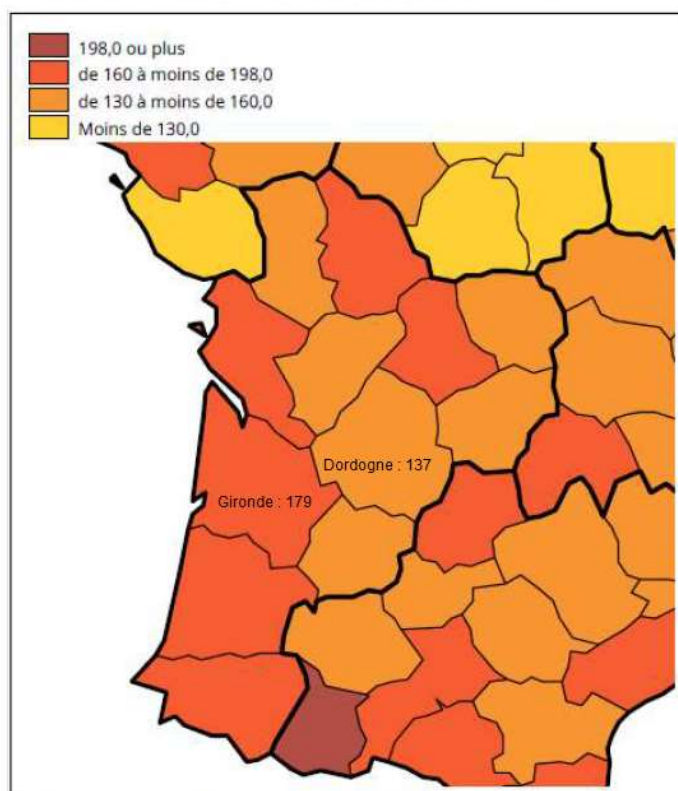 198,0 ou plus
de 160 à moins de 198,0
de 130 à moins de 160,0
Moins de 130,0
Dordogne : 137
Gironde : 179